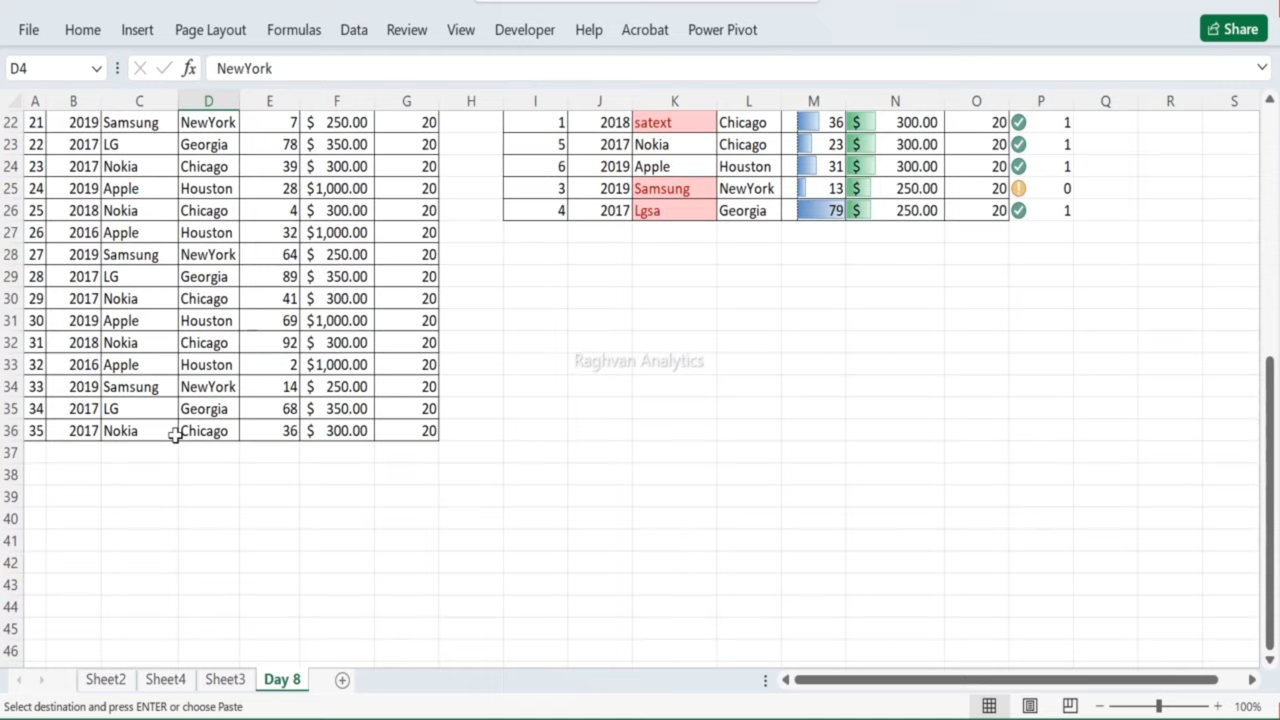 File Home Insert Page Layout Formulas Data Review View Developer Help Acrobat Power Pivot Share
D4 fx NewYork
A B C D E F G H I J K L M N O P Q R S
22 21 2019 Samsung NewYork 7 $ 250.00 20 1 2018 satext Chicago 36 $ 300.00 20 1
23 22 2017 LG Georgia 78 $ 350.00 20 5 2017 Nokia Chicago 23 $ 300.00 20 1
24 23 2017 Nokia Chicago 39 $ 300.00 20 6 2019 Apple Houston 31 $ 300.00 20 1
25 24 2019 Apple Houston 28 $1,000.00 20 3 2019 Samsung NewYork 13 $ 250.00 20 0
26 25 2018 Nokia Chicago 4 $ 300.00 20 4 2017 Lgsa Georgia 79 $ 250.00 20 1
27 26 2016 Apple Houston 32 $1,000.00 20
28 27 2019 Samsung NewYork 64 $ 250.00 20
29 28 2017 LG Georgia 89 $ 350.00 20
30 29 2017 Nokia Chicago 41 $ 300.00 20
31 30 2019 Apple Houston 69 $1,000.00 20
32 31 2018 Nokia Chicago 92 $ 300.00 20
33 32 2016 Apple Houston 2 $1,000.00 20
Raghvan Analytics
34 33 2019 Samsung NewYork 14 $ 250.00 20
35 34 2017 LG Georgia 68 $ 350.00 20
36 35 2017 Nokia Chicago 36 $ 300.00 20
37
38
39
40
41
42
43
44
45
46
Sheet2 Sheet4 Sheet3 Day 8
Select destination and press ENTER or choose Paste 100%